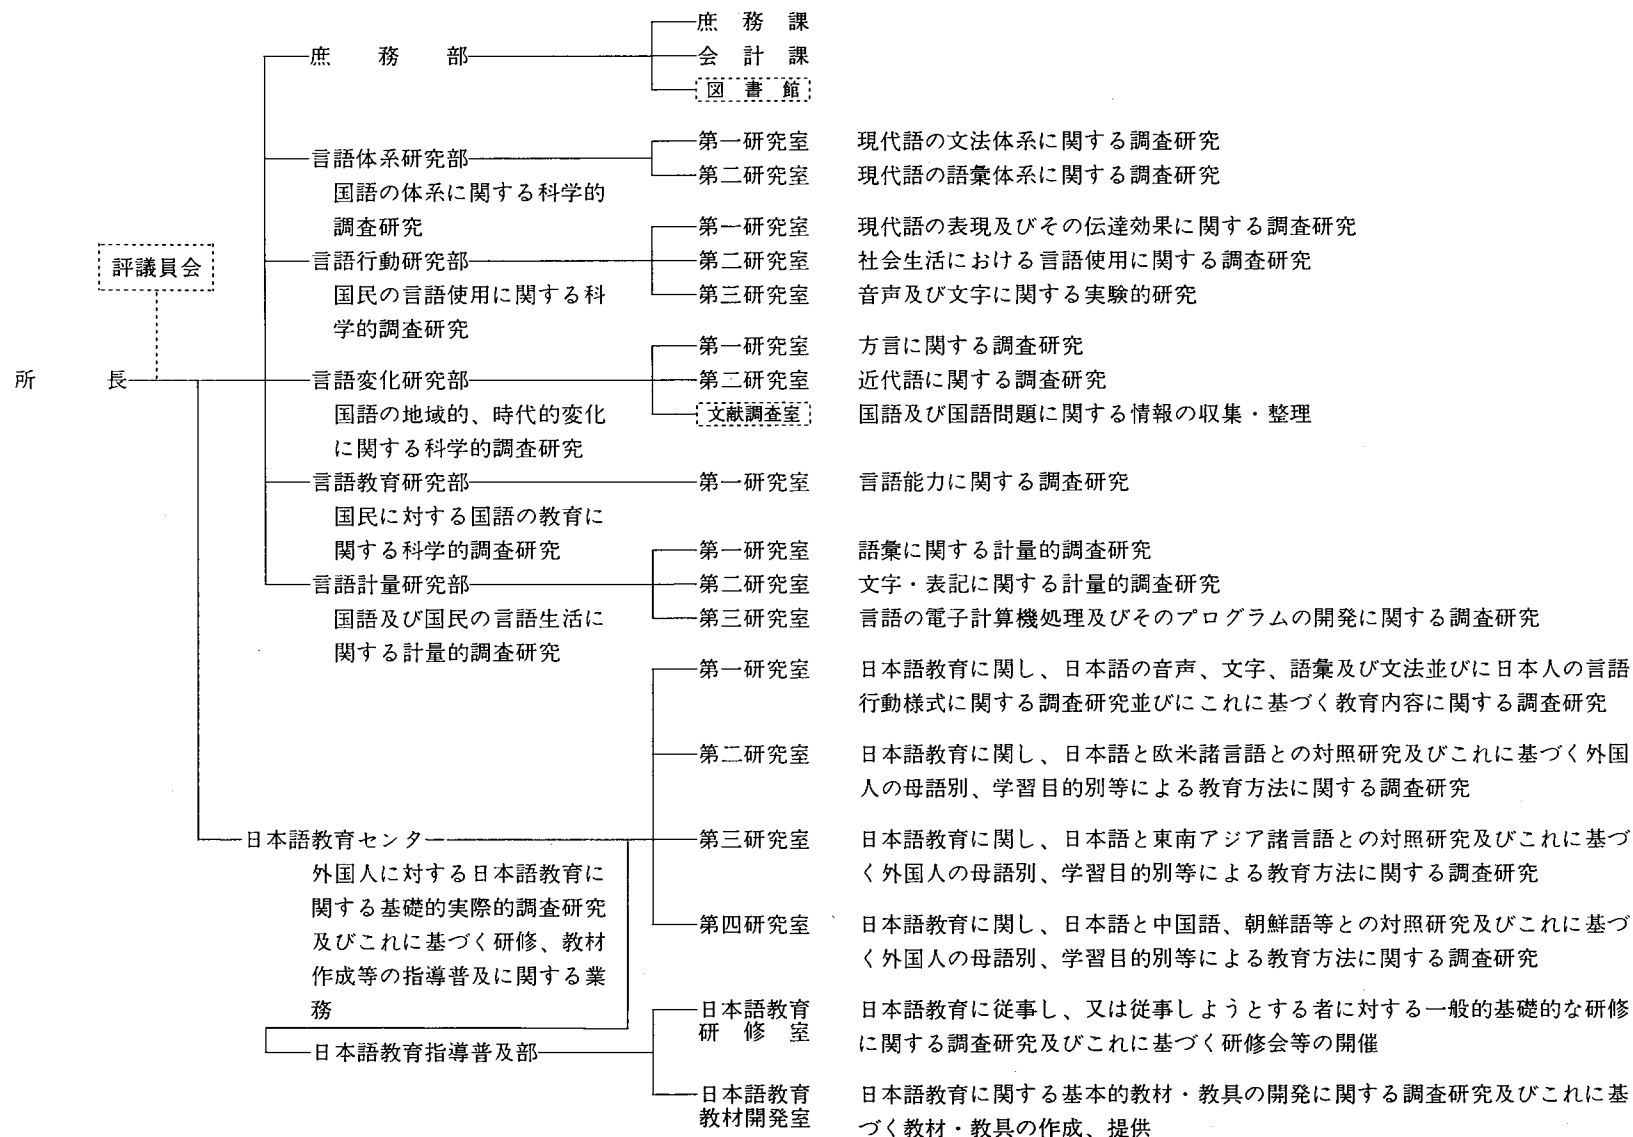 庶務課
庶務部
会計課
図書館
言語体系研究部
国語の体系に関する科学的
調査研究
第一研究室 現代語の文法体系に関する調査研究
第二研究室 現代語の語彙体系に関する調査研究
評議員会
言語行動研究部
国民の言語使用に関する科
学的調査研究
第一研究室 現代語の表現及びその伝達効果に関する調査研究
第二研究室 社会生活における言語使用に関する調査研究
第三研究室 音声及び文字に関する実験的研究
所長
言語変化研究部
国語の地域的、時代的変化
に関する科学的調査研究
第一研究室 方言に関する調査研究
第二研究室 近代語に関する調査研究
文献調査室 国語及び国語問題に関する情報の収集・整理
言語教育研究部
国民に対する国語の教育に
関する科学的調査研究
第一研究室 言語能力に関する調査研究
言語計量研究部
国語及び国民の言語生活に
関する計量的調査研究
第一研究室 語彙に関する計量的調査研究
第二研究室 文字・表記に関する計量的調査研究
第三研究室 言語の電子計算機処理及びそのプログラムの開発に関する調査研究
日本語教育センター
外国人に対する日本語教育に
関する基礎的実際的調査研究
及びこれに基づく研修、教材
作成等の指導普及に関する業
務
第一研究室 日本語教育に関し、日本語の音声、文字、語彙及び文法並びに日本人の言語
行動様式に関する調査研究並びにこれに基づく教育内容に関する調査研究
第二研究室 日本語教育に関し、日本語と欧米諸言語との対照研究及びこれに基づく外国
人の母語別、学習目的別等による教育方法に関する調査研究
第三研究室 日本語教育に関し、日本語と東南アジア諸言語との対照研究及びこれに基づ
く外国人の母語別、学習目的別等による教育方法に関する調査研究
第四研究室 日本語教育に関し、日本語と中国語、朝鮮語等との対照研究及びこれに基づ
く外国人の母語別、学習目的別等による教育方法に関する調査研究
日本語教育指導普及部
日本語教育
研修室
日本語教育に従事し、又は従事しようとする者に対する一般的基礎的な研修
に関する調査研究及びこれに基づく研修会等の開催
日本語教育
教材開発室
日本語教育に関する基本的教材・教具の開発に関する調査研究及びこれに基
づく教材・教具の作成、提供